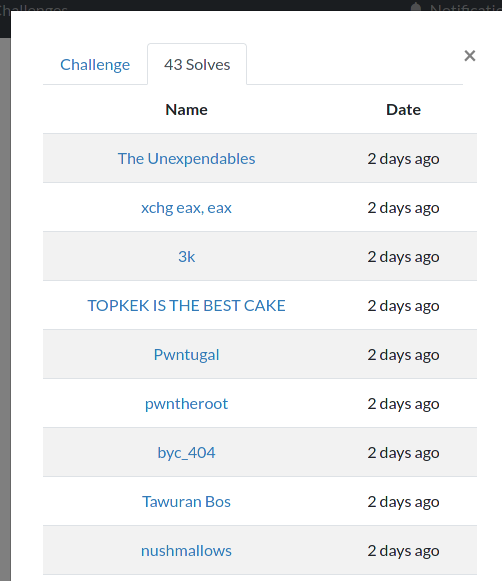 Challenge 43 Solves ×
Name Date
The Unexpendables 2 days ago
xchg eax, eax 2 days ago
3k 2 days ago
TOPKEK IS THE BEST CAKE 2 days ago
Pwntugal 2 days ago
pwntheroot 2 days ago
byc_404 2 days ago
Tawuran Bos 2 days ago
nushmallows 2 days ago